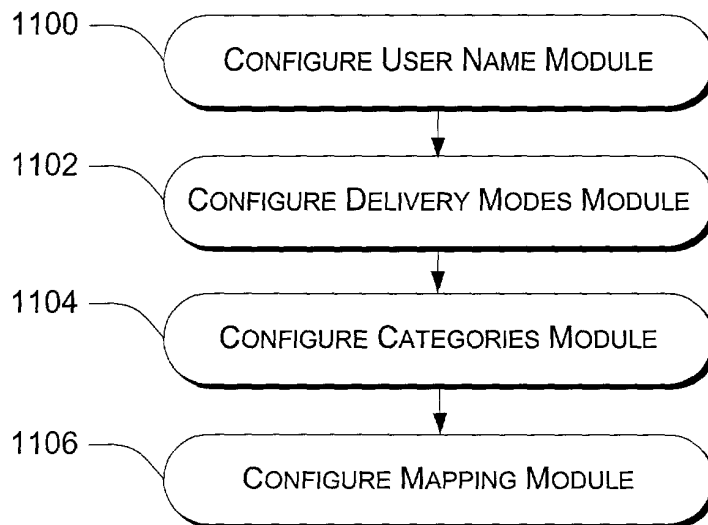 1100
CONFIGURE USER NAME MODULE
1102
CONFIGURE DELIVERY MODES MODULE
1104
CONFIGURE CATEGORIES MODULE
1106
CONFIGURE MAPPING MODULE